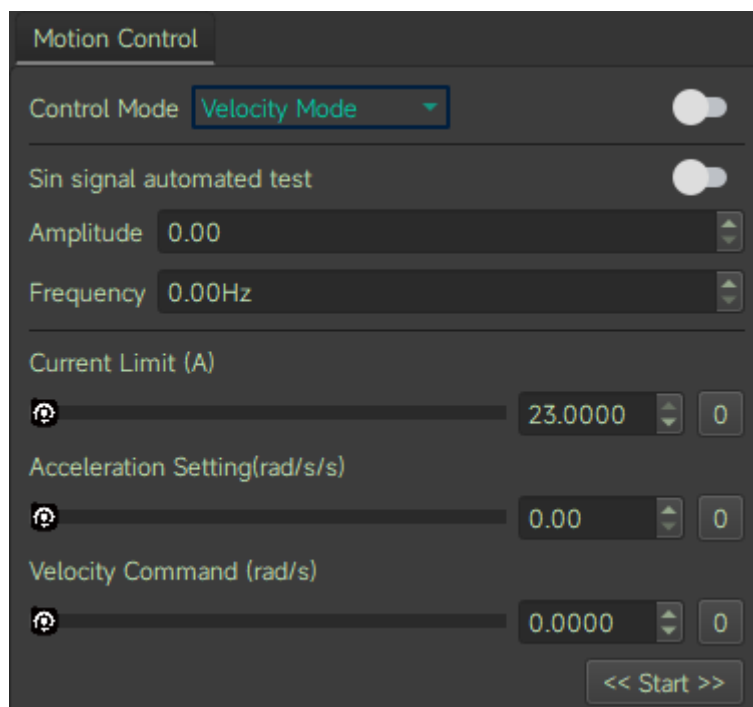 Motion Control
Control Mode Velocity Mode
Sin signal automated test
Amplitude 0.00
Frequency 0.00Hz
Current Limit (A)
23.0000 0
Acceleration Setting(rad/s/s)
0.00 0
Velocity Command (rad/s)
0.0000 0
<< Start >>